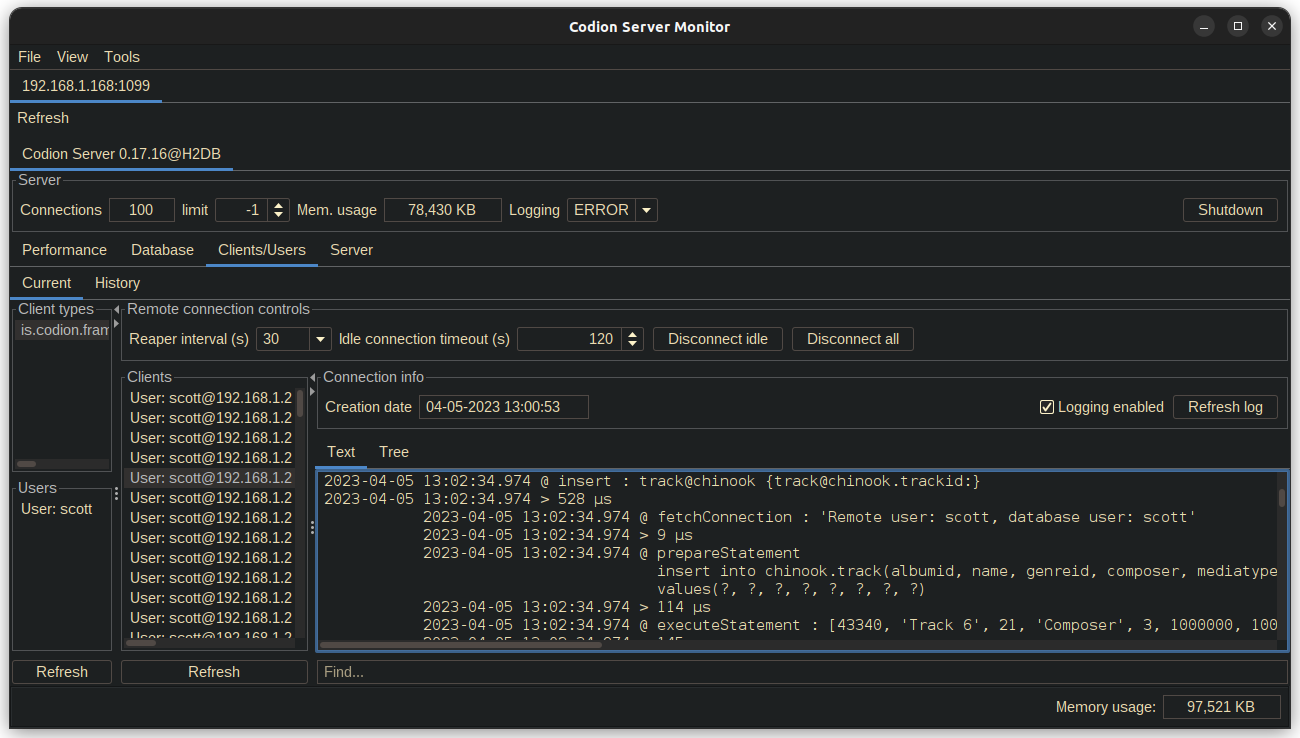 Codion Server Monitor
File View Tools
192.168.1.168:1099
Refresh
Codion Server 0.17.16@H2DB
Server
Connections 100 limit -1 Mem. usage 78,430 KB Logging ERROR Shutdown
Performance Database Clients/Users Server
Current History
Client types
is.codion.fram
Remote connection controls
Reaper interval (s) 30 Idle connection timeout (s) 120 Disconnect idle Disconnect all
Clients
User: scott@192.168.1.2
User: scott@192.168.1.2
User: scott@192.168.1.2
User: scott@192.168.1.2
User: scott@192.168.1.2
User: scott@192.168.1.2
User: scott@192.168.1.2
User: scott@192.168.1.2
User: scott@192.168.1.2
User: scott@192.168.1.2
User: scott@192.168.1.2
User: scott@192.168.1.2
User: scott@192.168.1.2
Users
User: scott
Connection info
Creation date 04-05-2023 13:00:53 Logging enabled Refresh log
Text Tree
2023-04-05 13:02:34.974 @ insert : track@chinook {track@chinook.trackid:}
2023-04-05 13:02:34.974 > 528 µs
2023-04-05 13:02:34.974 @ fetchConnection : 'Remote user: scott, database user: scott'
2023-04-05 13:02:34.974 > 9 µs
2023-04-05 13:02:34.974 @ prepareStatement
insert into chinook.track(albumid, name, genreid, composer, mediatype
values(?, ?, ?, ?, ?, ?, ?, ?)
2023-04-05 13:02:34.974 > 114 µs
2023-04-05 13:02:34.974 @ executeStatement : [43340, 'Track 6', 21, 'Composer', 3, 1000000, 100
Refresh Refresh Find...
Memory usage: 97,521 KB